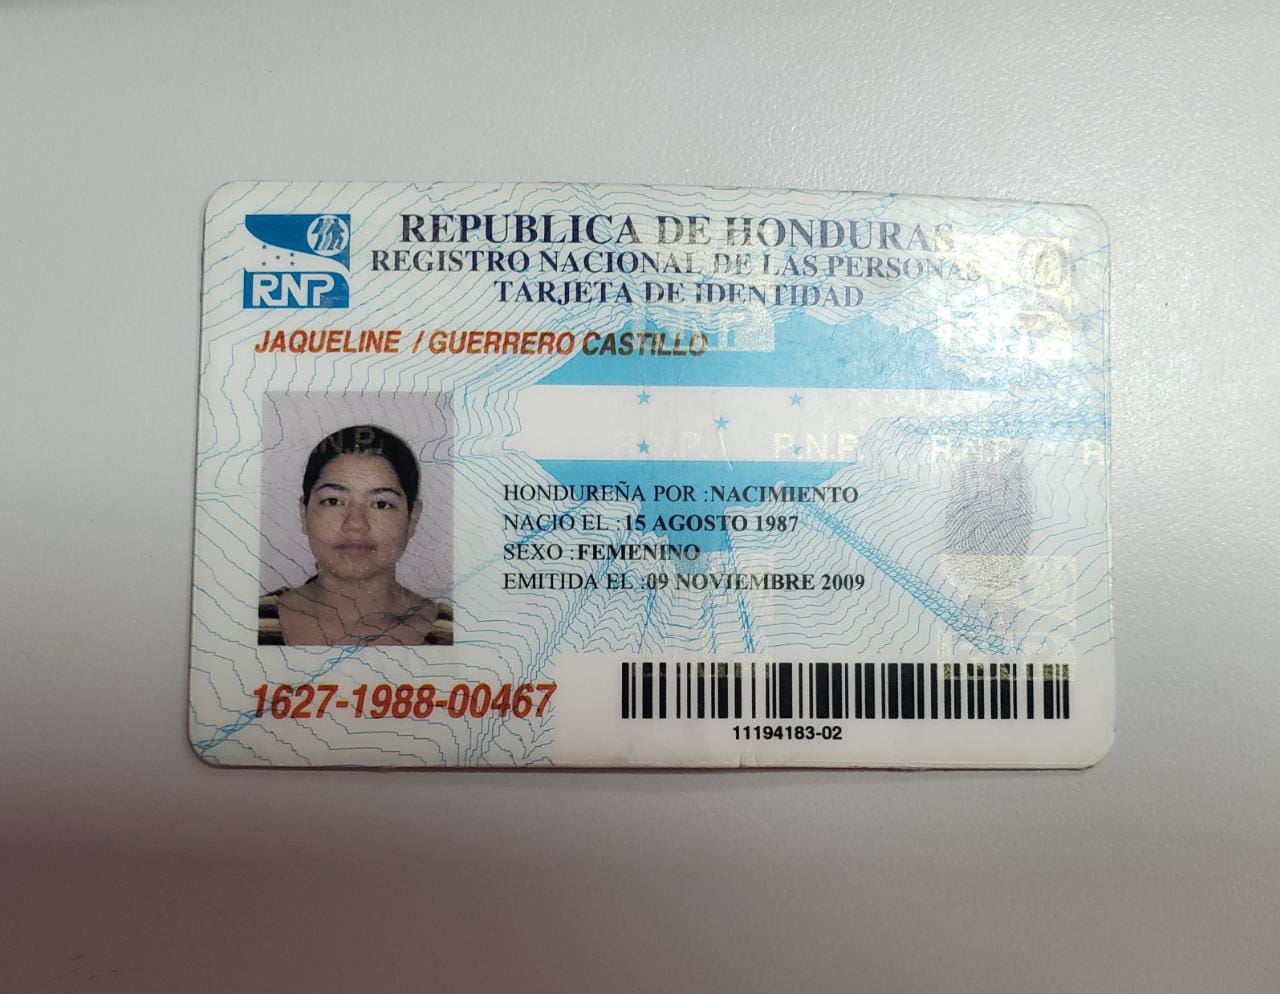 REPUBLICA DE HONDURAS
REGISTRO NACIONAL DE LAS PERSONAS
TARJETA DE IDENTIDAD
RNP
JAQUELINE / GUERRERO CASTILLO
R.N.P. R.N.P. R.N.P. R
HONDUREÑA POR :NACIMIENTO
NACIO EL :15 AGOSTO 1987
SEXO :FEMENINO
EMITIDA EL :09 NOVIEMBRE 2009
1627-1988-00467
11194183-02